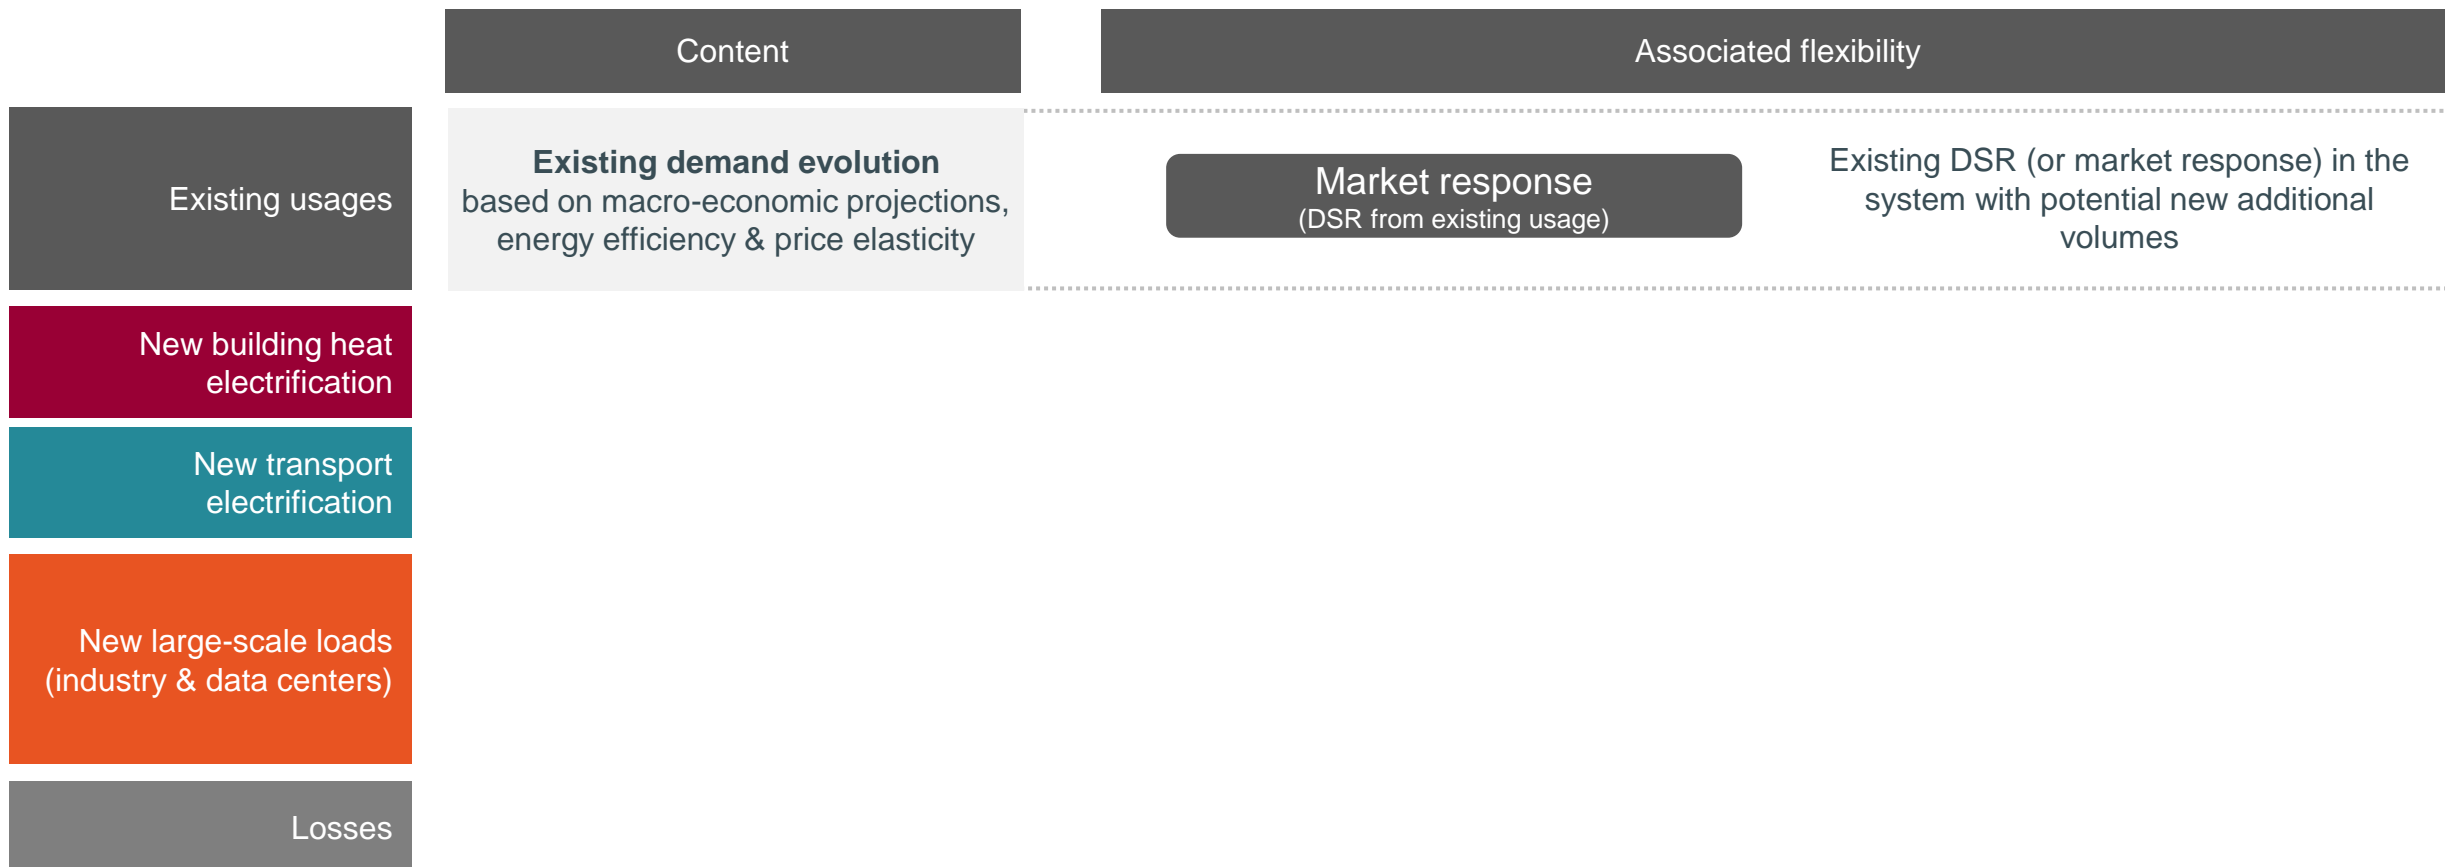 Content
Associated flexibility
Existing usages
Existing demand evolution
based on macro-economic projections,
energy efficiency & price elasticity
Market response
(DSR from existing usage)
Existing DSR (or market response) in the
system with potential new additional
volumes
New building heat
electrification
New transport
electrification
New large-scale loads
(industry & data centers)
Losses